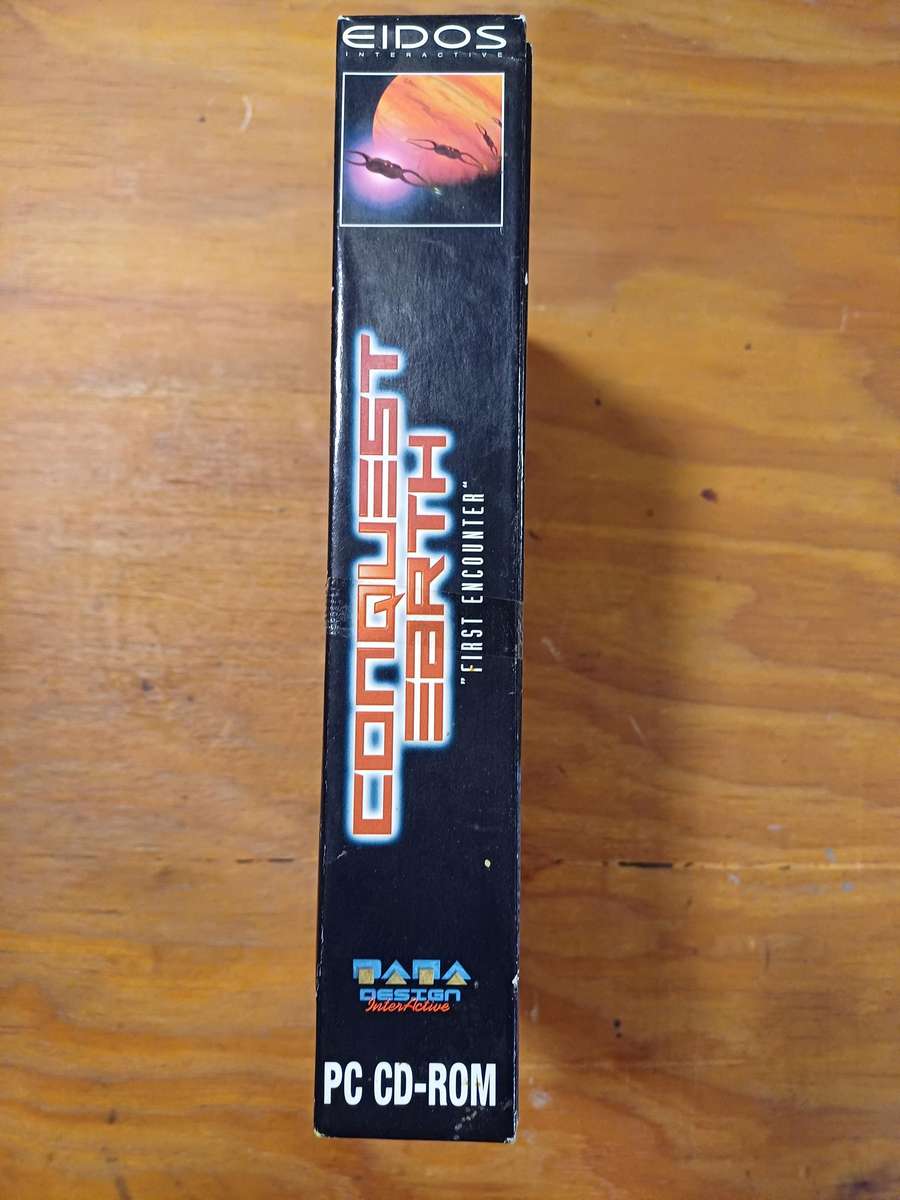 EIDOS
INTERACTIVE
CONQUEST
EARTH
"FIRST ENCOUNTER"
DATA
DESIGN
InterActive
PC CD-ROM